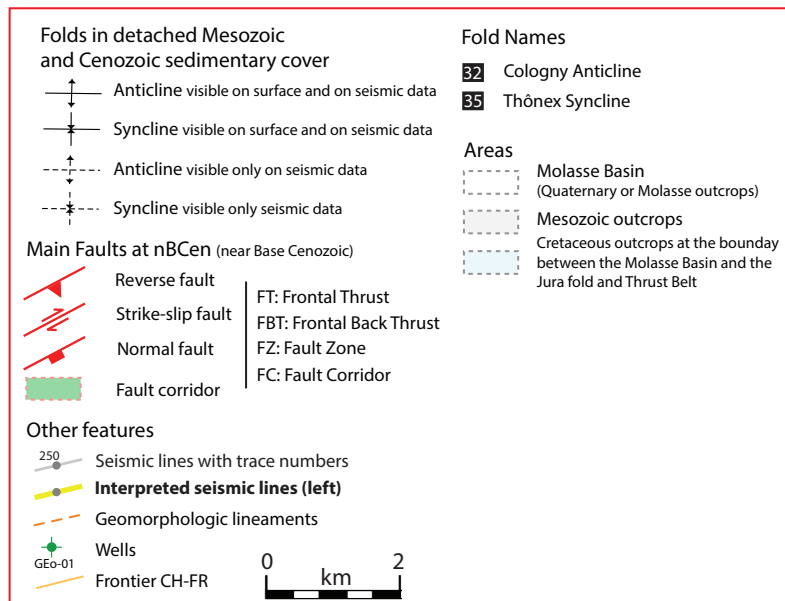 Folds in detached Mesozoic
and Cenozoic sedimentary cover
Anticline visible on surface and on seismic data
Syncline visible on surface and on seismic data
Anticline visible only on seismic data
Syncline visible only seismic data
Main Faults at nBCen (near Base Cenozoic)
Reverse fault
Strike-slip fault
Normal fault
Fault corridor
FT: Frontal Thrust
FBT: Frontal Back Thrust
FZ: Fault Zone
FC: Fault Corridor
Other features
250
Seismic lines with trace numbers
Interpreted seismic lines (left)
Geomorphologic lineaments
Wells
GEo-01
Frontier CH-FR
0 2
km
Fold Names
32 Cologny Anticline
35 Thônex Syncline
Areas
Molasse Basin
(Quaternary or Molasse outcrops)
Mesozoic outcrops
Cretaceous outcrops at the bounday
between the Molasse Basin and the
Jura fold and Thrust Belt